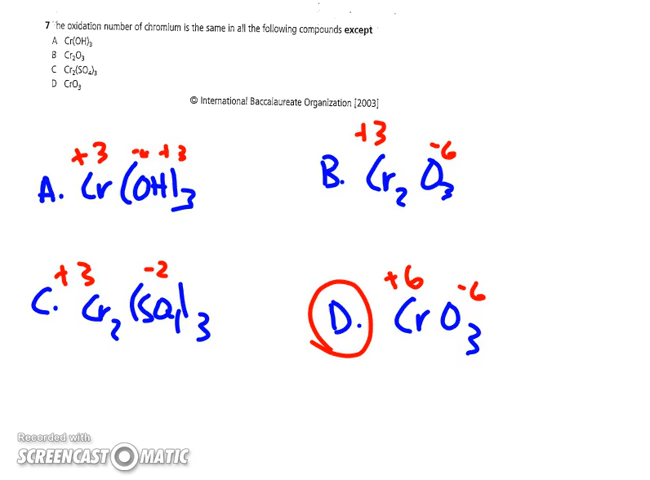 7 The oxidation number of chromium is the same in all the following compounds except
A Cr(OH)₃
B Cr₂O₃
C Cr₂(SO₄)₃
D CrO₃
© International Baccalaureate Organization [2003]
+3 +3
A. Cr(OH)₃
+3 -6
B. Cr₂O₃
+3 -2
C. Cr₂(SO₄)₃
+6 -6
D. CrO₃
Recorded with
SCREENCAST-O-MATIC